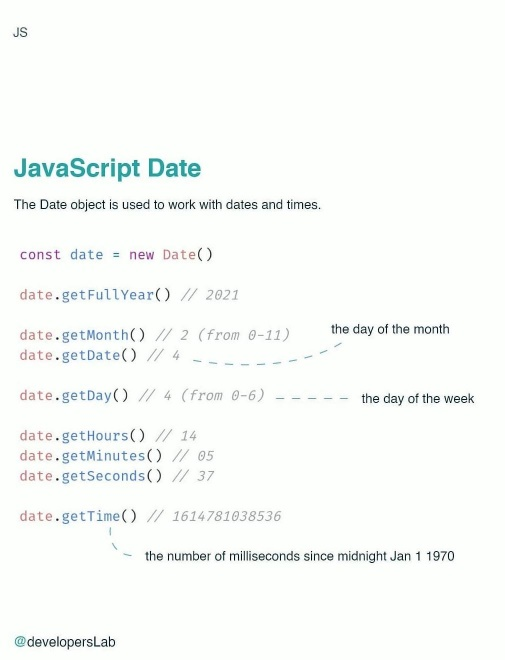 JS
JavaScript Date
The Date object is used to work with dates and times.
const date = new Date()
date.getFullYear() // 2021
date.getMonth() // 2 (from 0-11)
the day of the month
date.getDate() // 4
date.getDay() // 4 (from 0-6)
the day of the week
date.getHours() // 14
date.getMinutes() // 05
date.getSeconds() // 37
date.getTime() // 1614781038536
the number of milliseconds since midnight Jan 1 1970
@developersLab